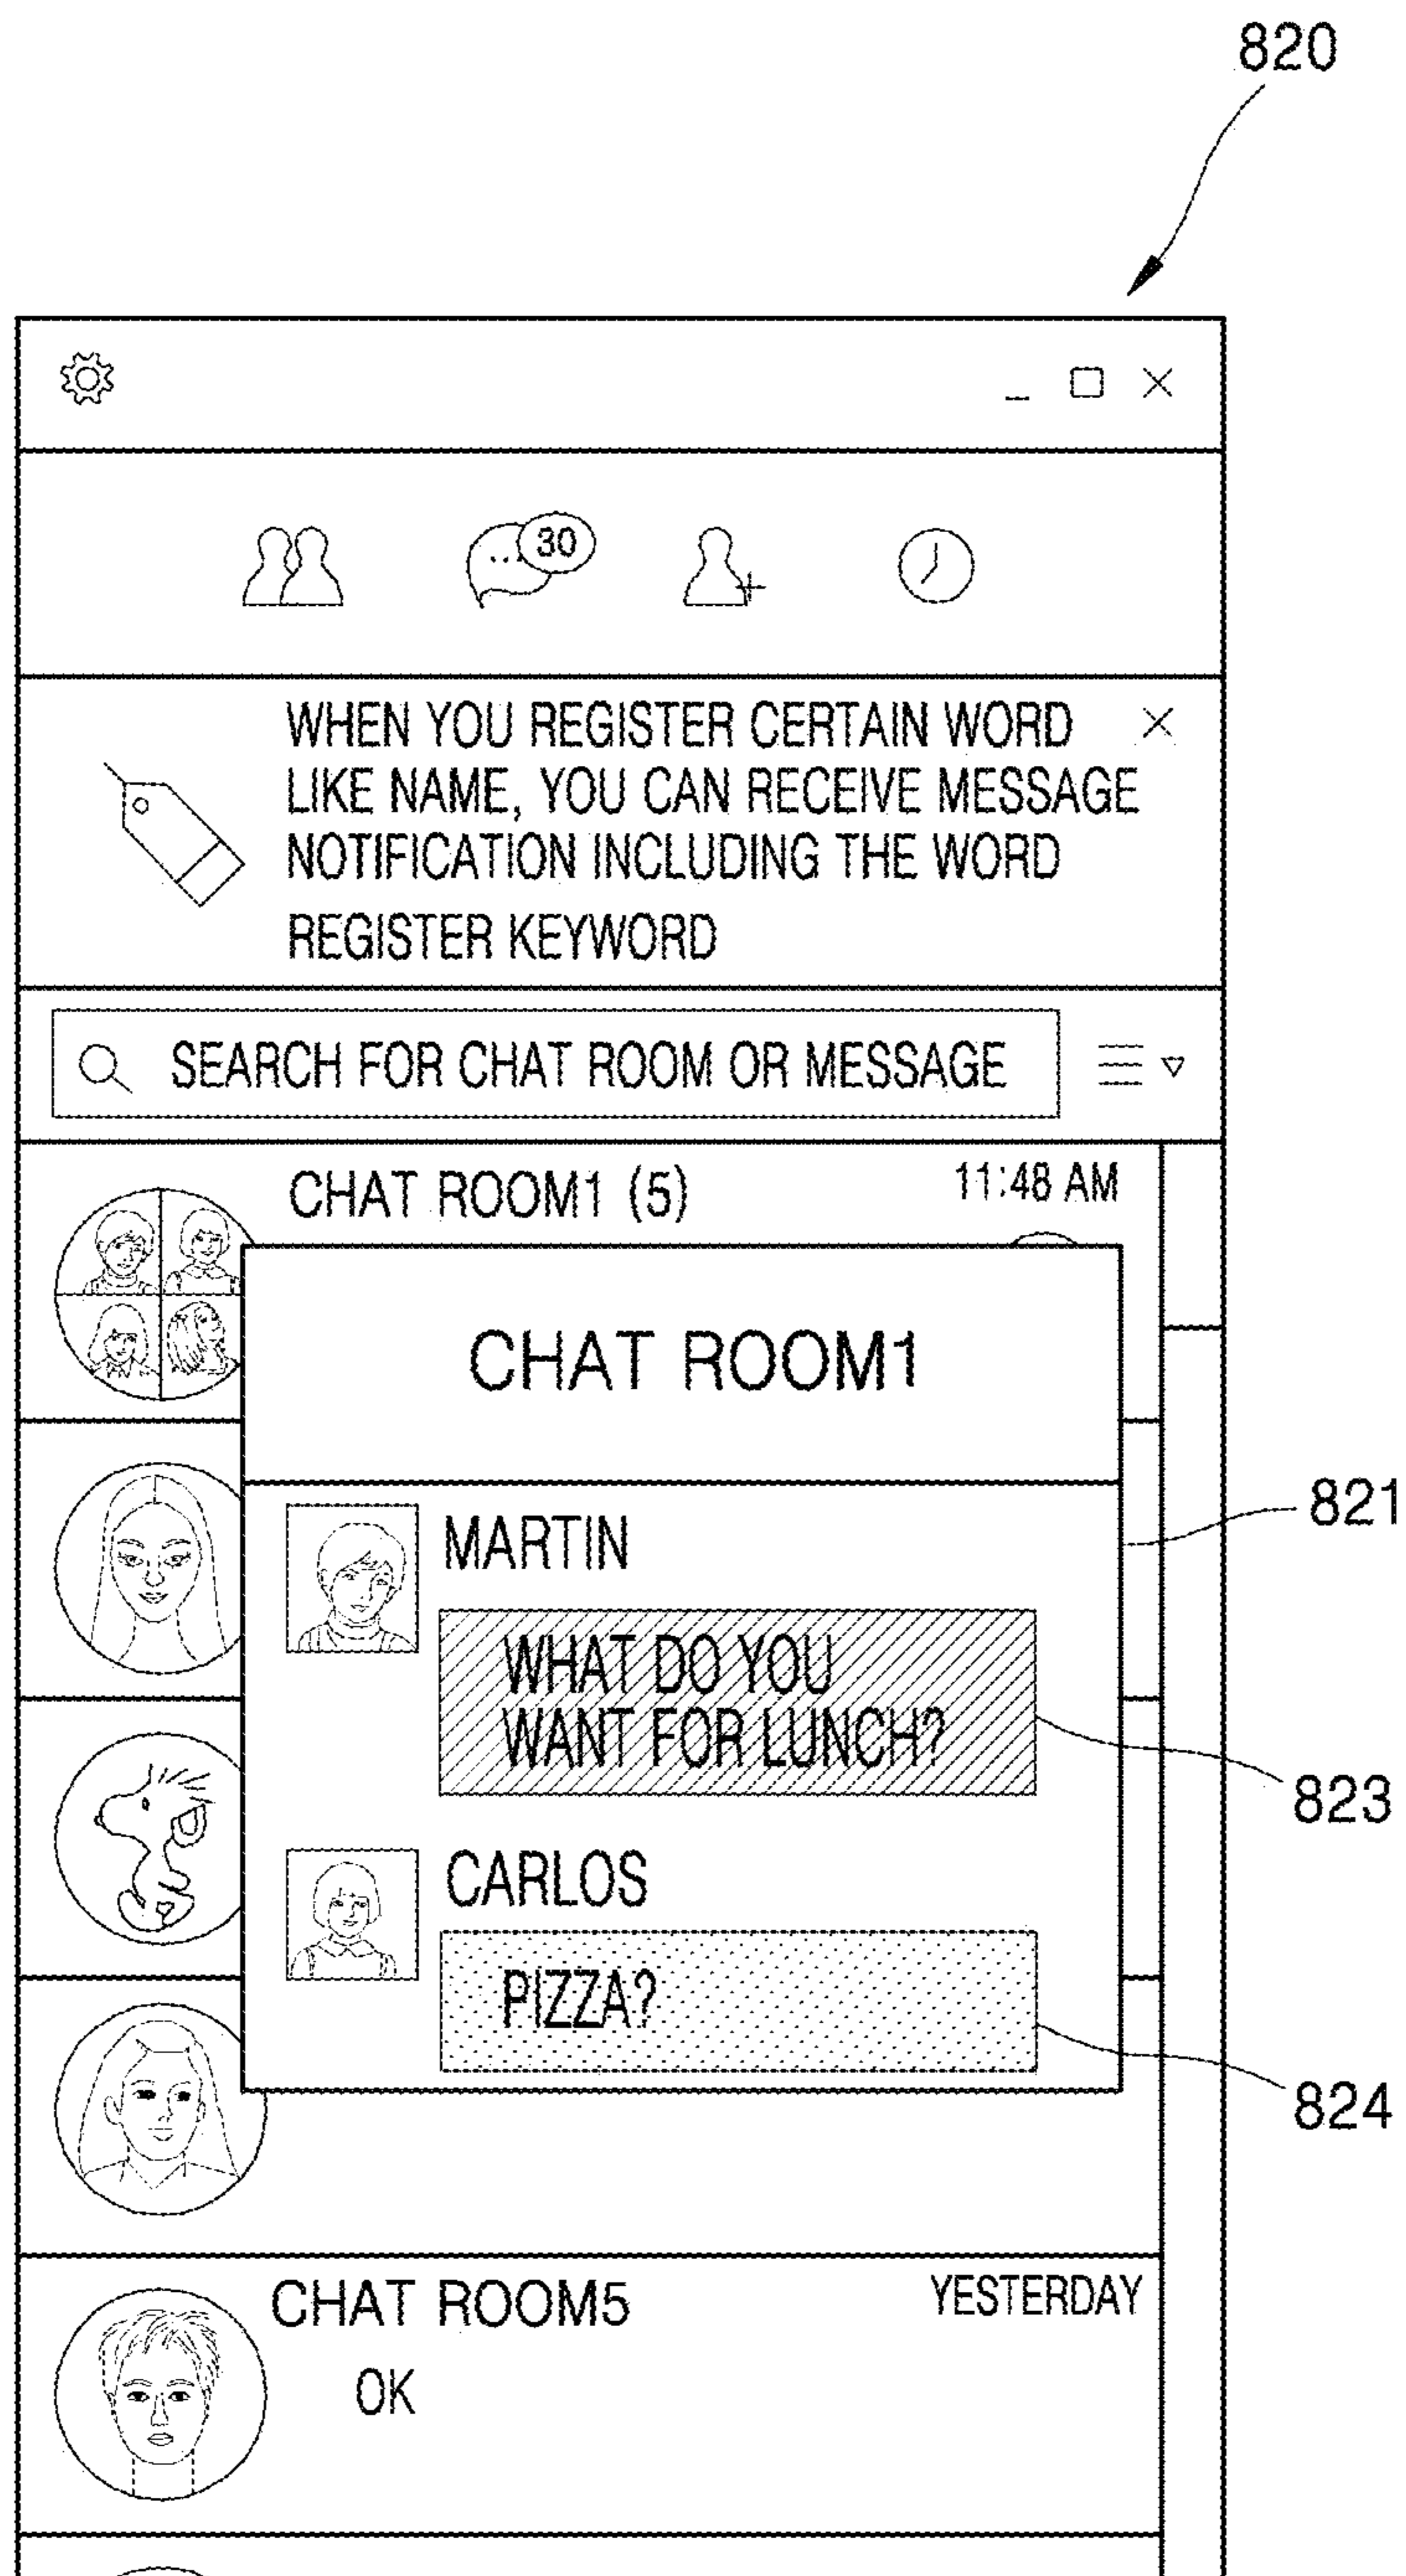 820
30
WHEN YOU REGISTER CERTAIN WORD
LIKE NAME, YOU CAN RECEIVE MESSAGE
NOTIFICATION INCLUDING THE WORD
REGISTER KEYWORD
SEARCH FOR CHAT ROOM OR MESSAGE
CHAT ROOM1 (5) 11:48 AM
CHAT ROOM1
821
MARTIN
WHAT DO YOU
WANT FOR LUNCH?
823
CARLOS
PIZZA?
824
CHAT ROOM5 YESTERDAY
OK